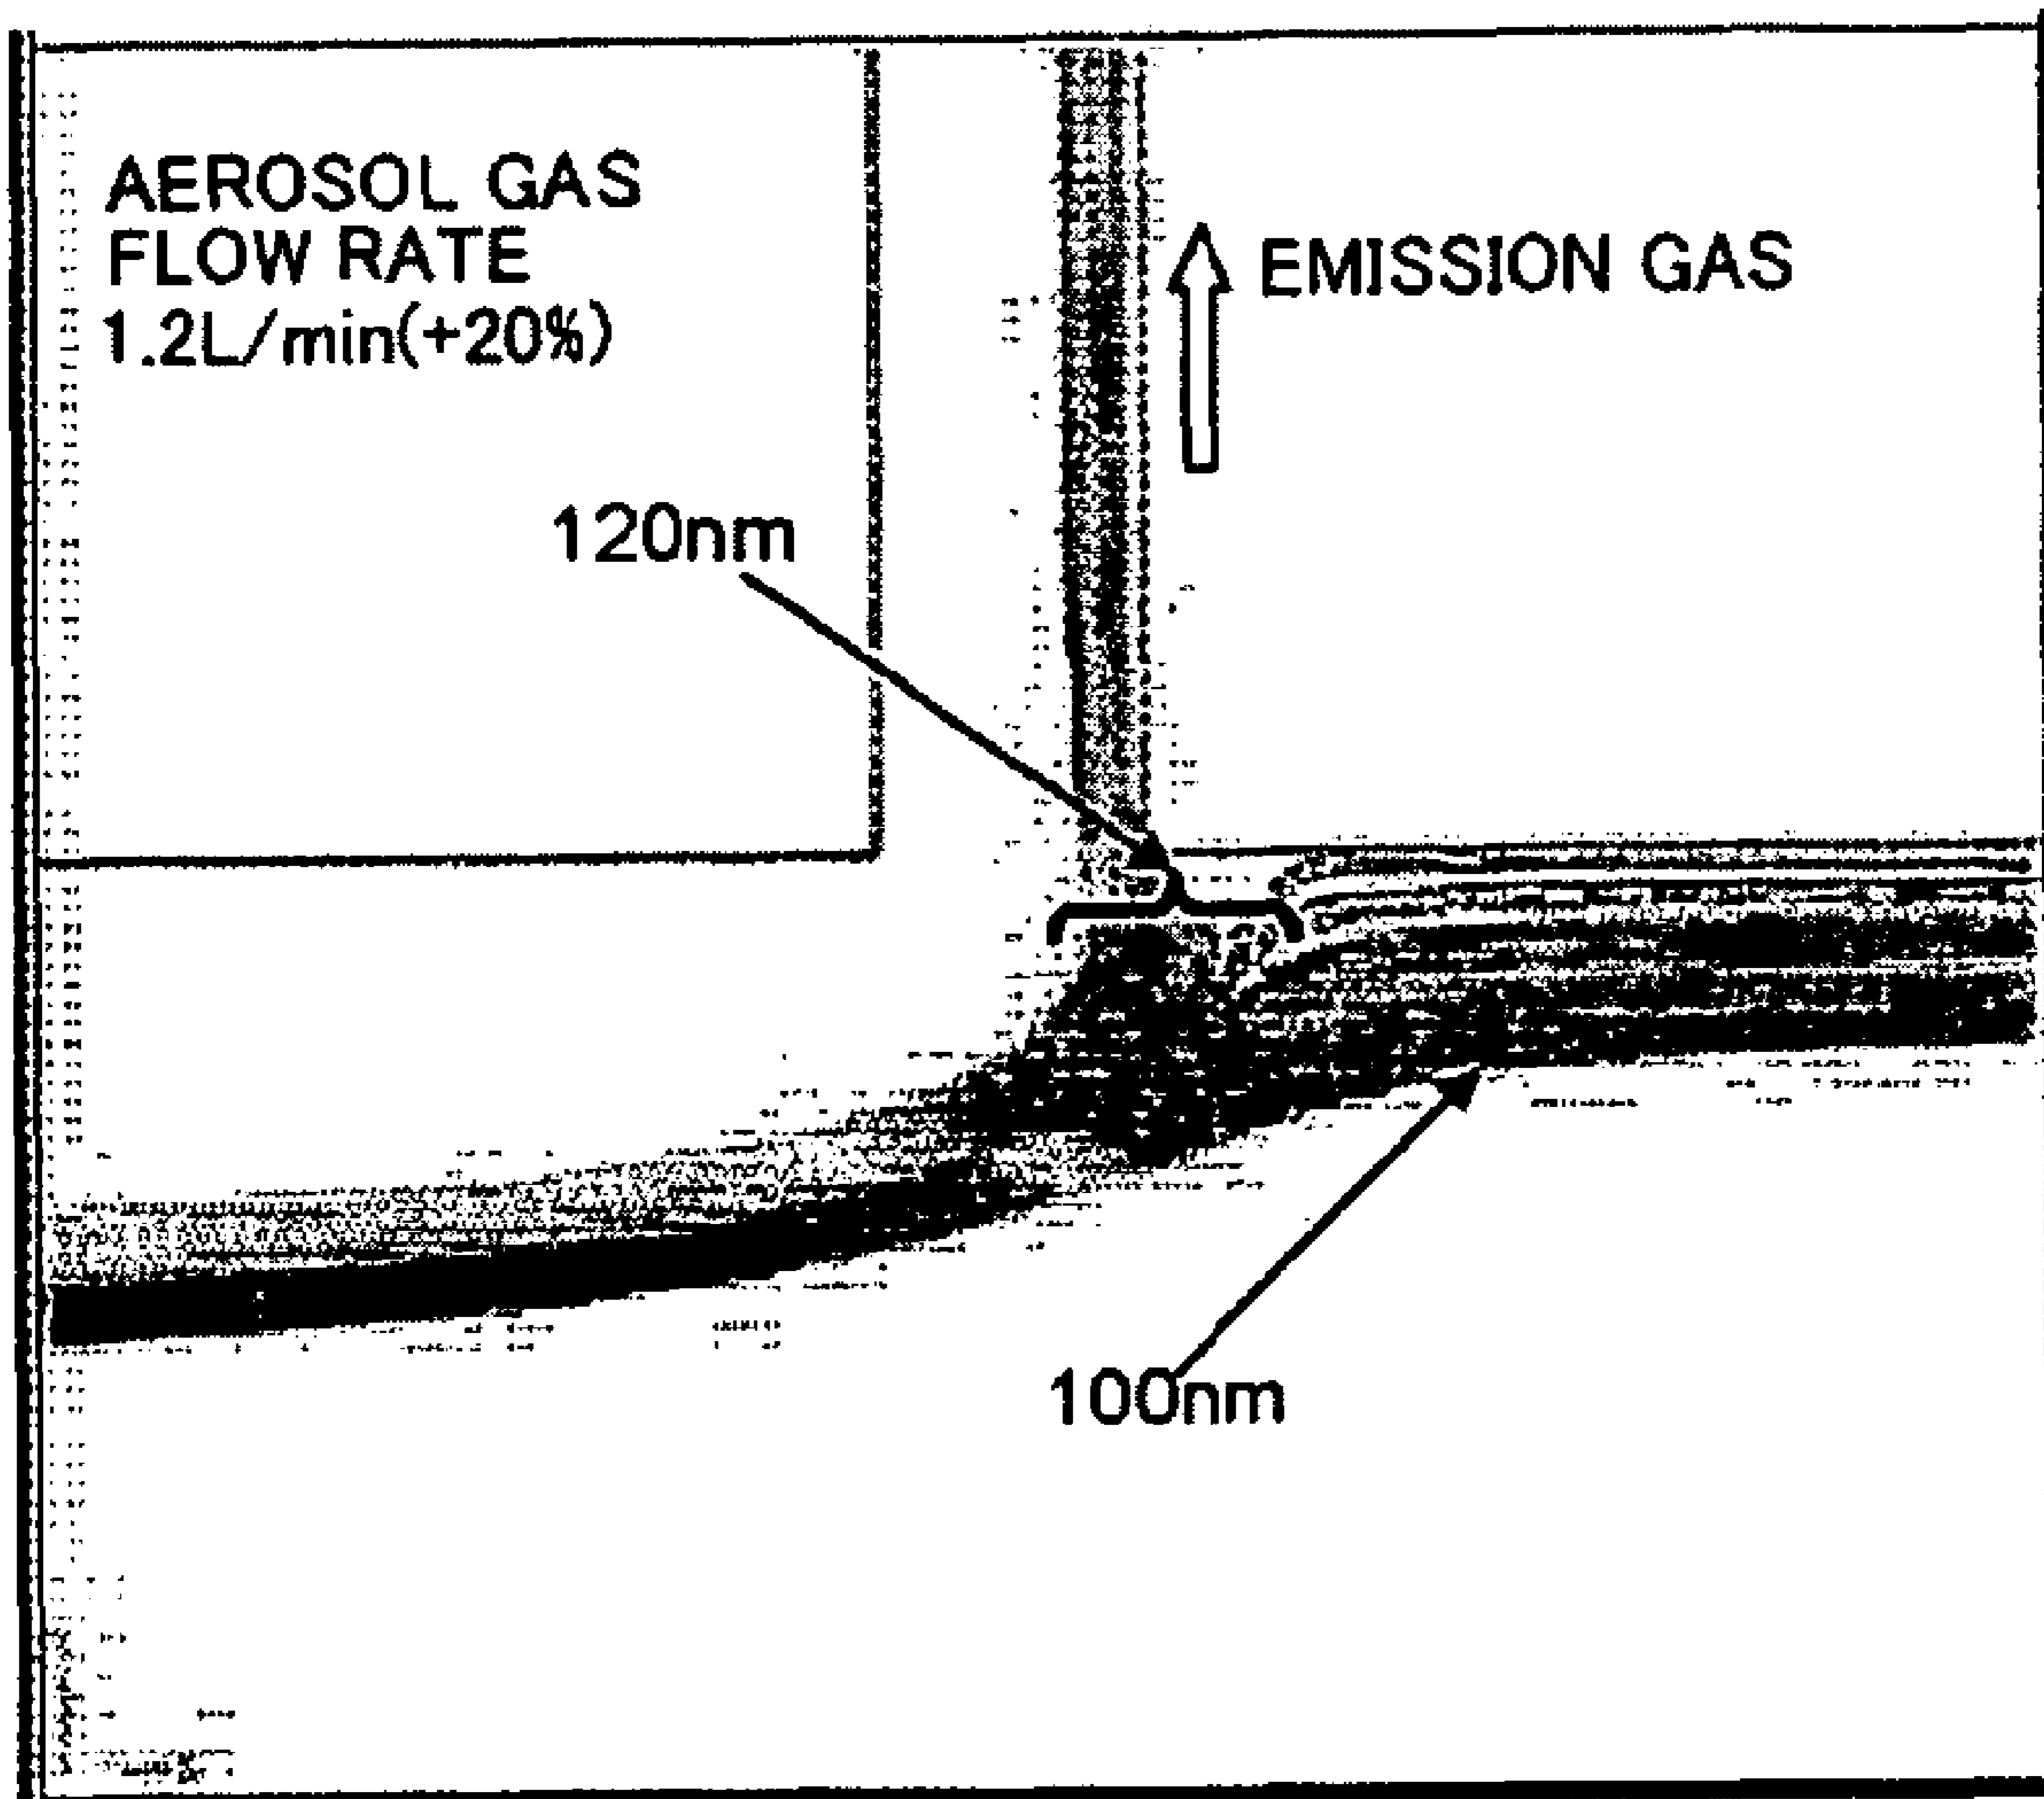 AEROSOL GAS
FLOW RATE
1.2L/min(+20%)
EMISSION GAS
120nm
100nm